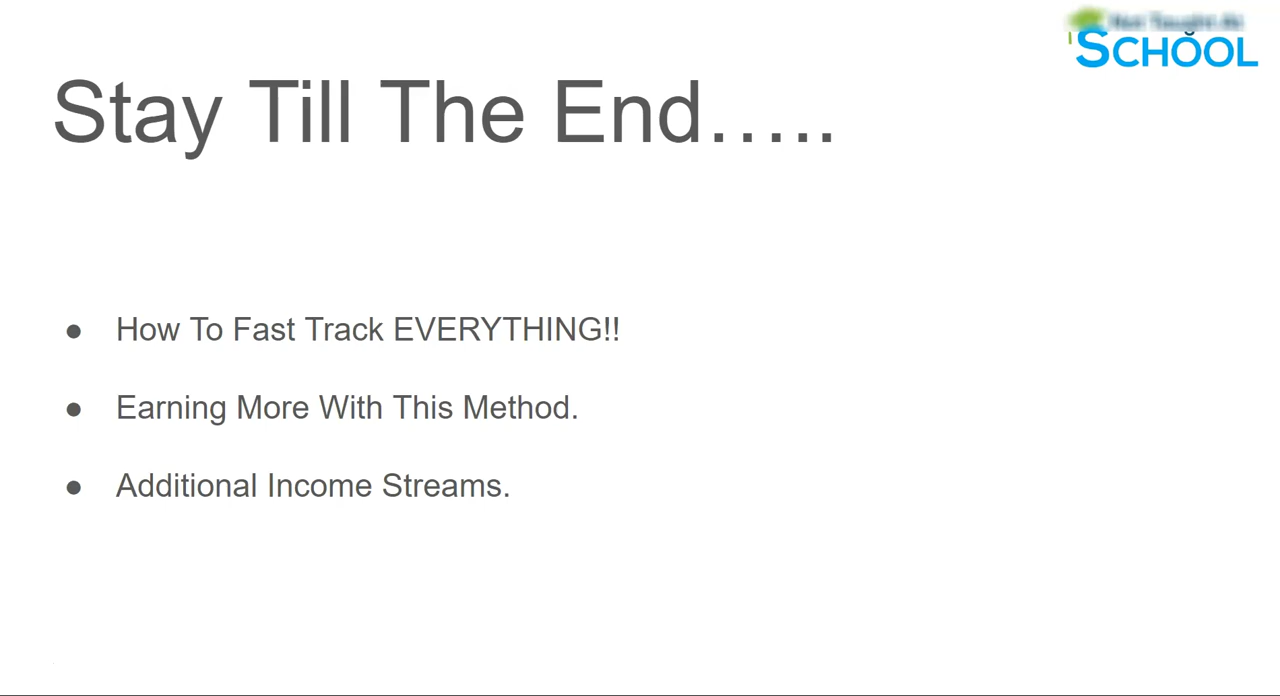 SCHOOL
Stay Till The End…..
● How To Fast Track EVERYTHING!!
● Earning More With This Method.
● Additional Income Streams.